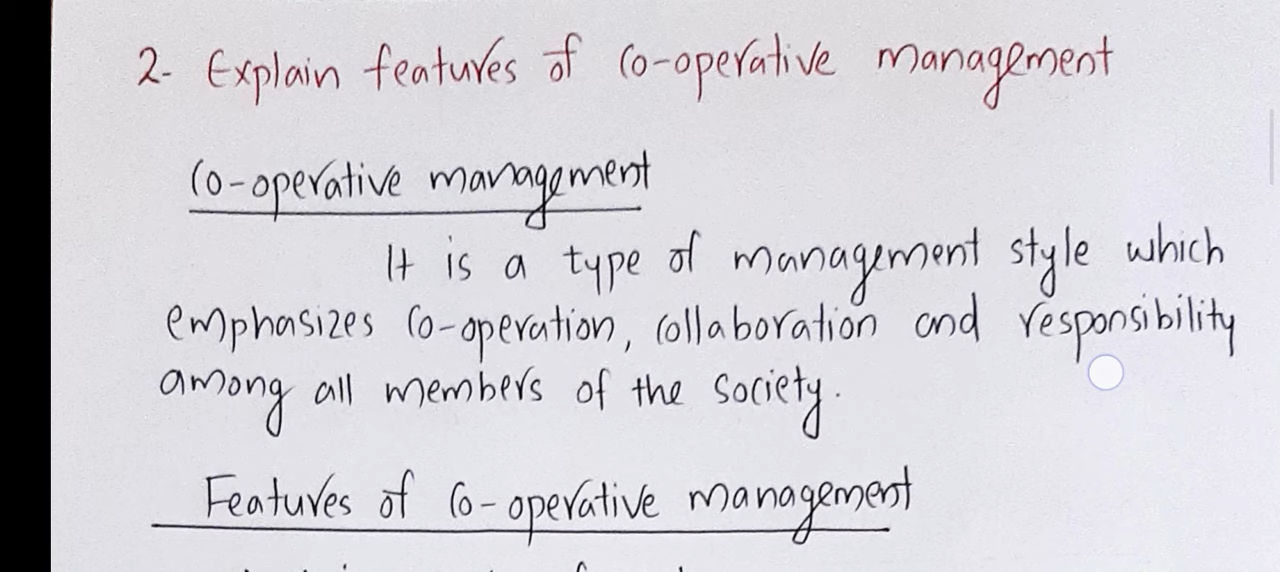 2- Explain features of Co-operative management
Co-operative management
It is a type of management style which
emphasizes Co-operation, Collaboration and responsibility
among all members of the society.
Features of Co-operative management